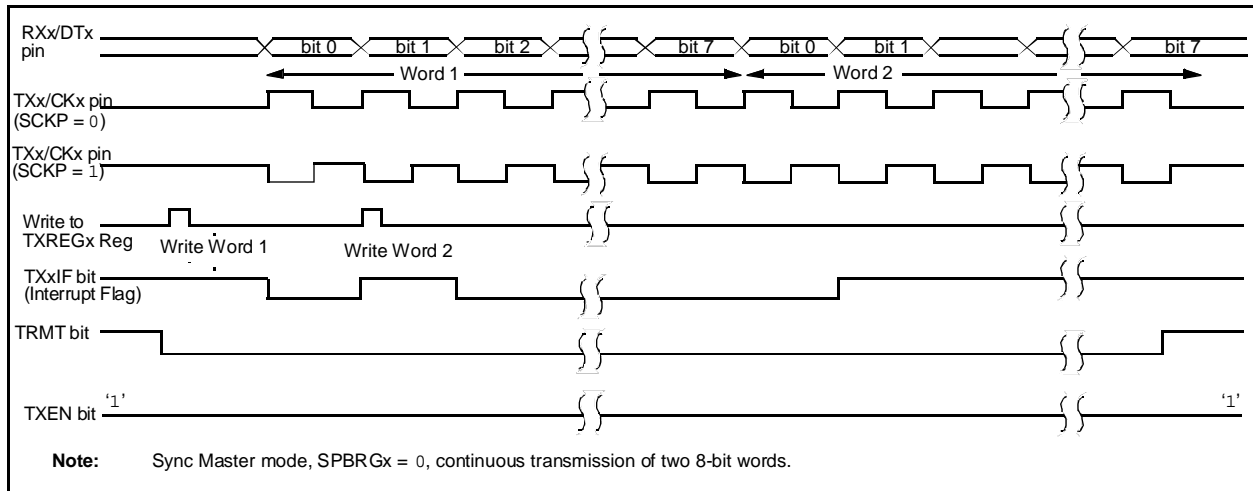 RXx/DTx
pin
bit 0 bit 1 bit 2 bit 7 bit 0 bit 1 bit 7
Word 1 Word 2
TXx/CKx pin
(SCKP = 0)
TXx/CKx pin
(SCKP = 1)
Write to
TXREGx Reg
Write Word 1 Write Word 2
TXxIF bit
(Interrupt Flag)
TRMT bit
TXEN bit ‘1’ ‘1’
Note: Sync Master mode, SPBRGx = 0, continuous transmission of two 8-bit words.